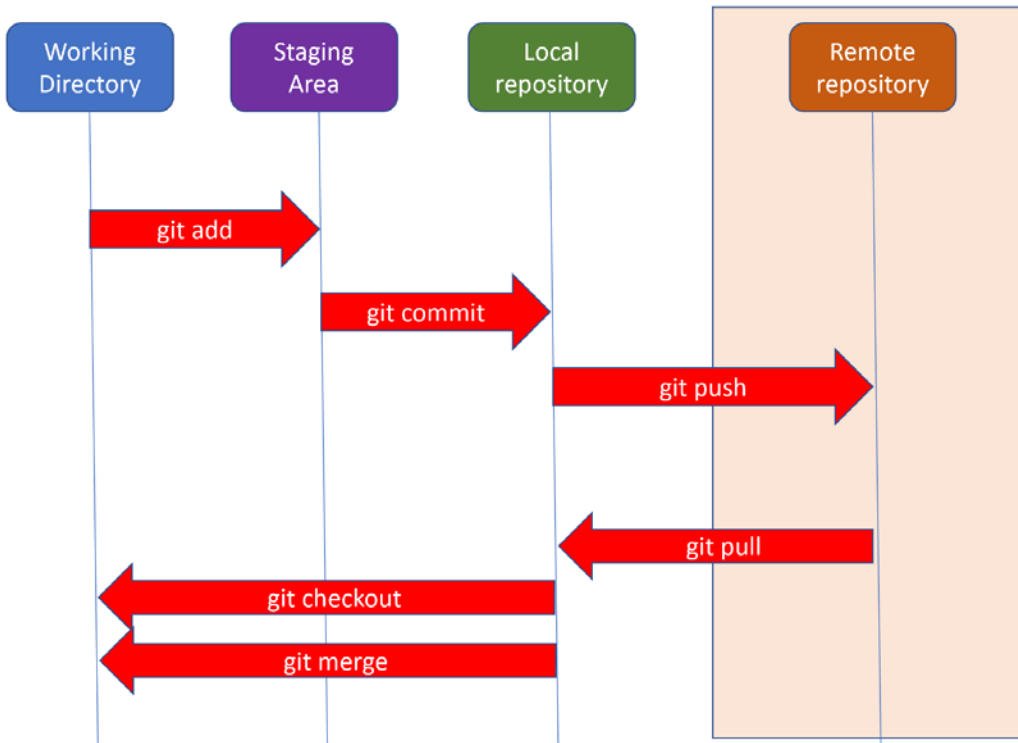 Working
Directory
Staging
Area
Local
repository
Remote
repository
git add
git commit
git push
git pull
git checkout
git merge